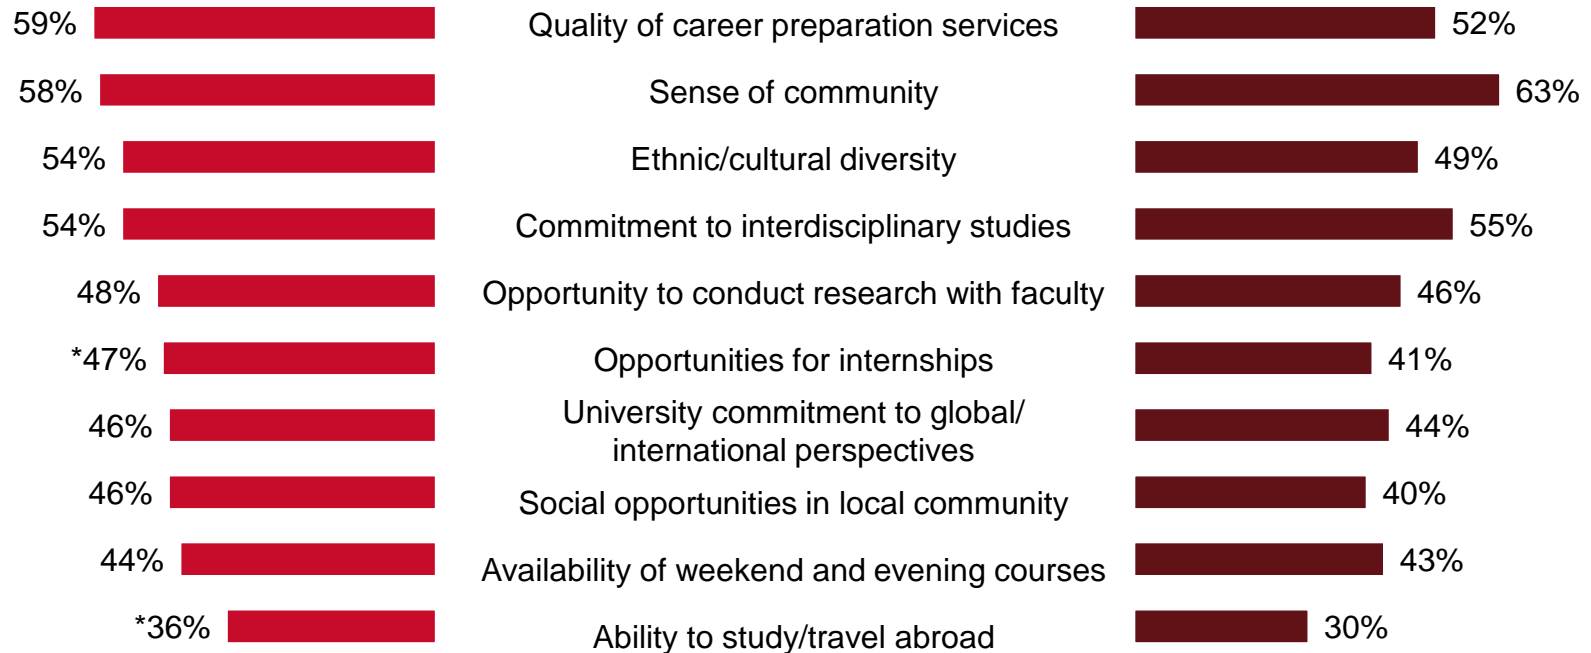 59% Quality of career preparation services 52%
58% Sense of community 63%
54% Ethnic/cultural diversity 49%
54% Commitment to interdisciplinary studies 55%
48% Opportunity to conduct research with faculty 46%
*47% Opportunities for internships 41%
46% University commitment to global/ 44%
international perspectives
46% Social opportunities in local community 40%
44% Availability of weekend and evening courses 43%
*36% Ability to study/travel abroad 30%